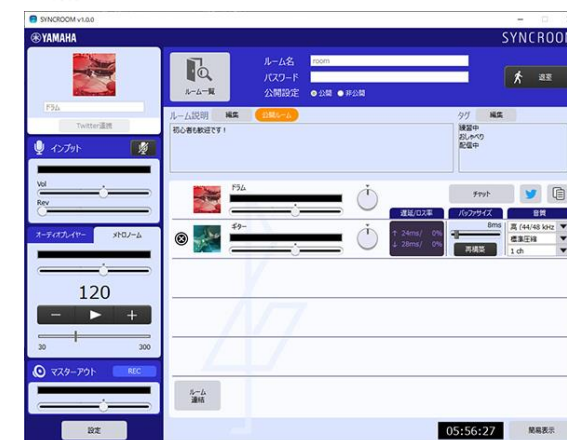 SYNCROOM v1.0.0
YAMAHA
SYNCROOM
ドラム
Twitter連携
インプット
Vol
Rev
オーディオプレイヤー メトロノーム
120
30 300
マスターアウト REC
設定
ルーム一覧
ルーム名 room
パスワード
公開設定 公開 非公開
退室
ルーム説明 編集 公開ルーム
初心者も歓迎です！
タグ 編集
練習中
おしゃべり
配信中
ドラム
チャット
ギター
遅延/ロス率 バッファサイズ 音質
↑ 24ms/ 0%
↓ 28ms/ 0%
8ms
再構築
高 (44/48 kHz
標準圧縮
1 ch
ルーム
連結
05:56:27
簡易表示